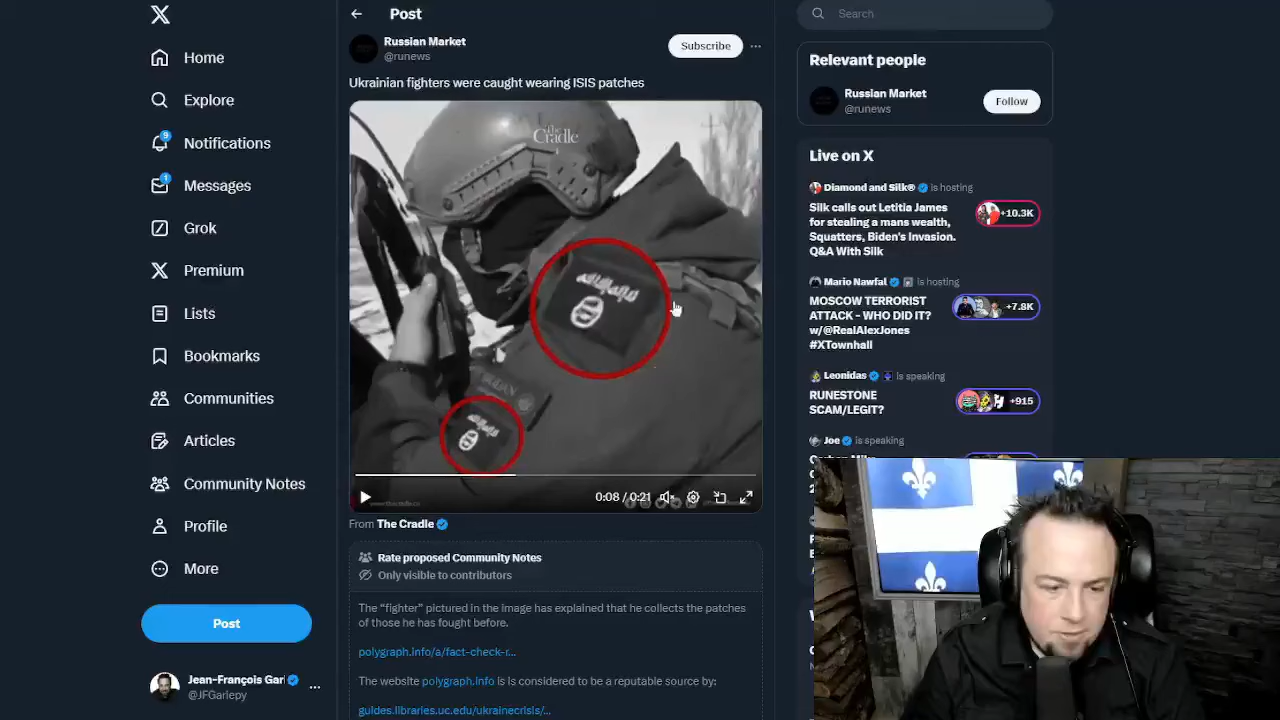 Post
Home
Explore
9
Notifications
1
Messages
Grok
Premium
Lists
Bookmarks
Communities
Articles
Community Notes
Profile
More
Post
Jean-François Gari
@JFGariepy
Russian Market
@runews
Subscribe
Ukrainian fighters were caught wearing ISIS patches
The Cradle
0:08 / 0:21
From The Cradle
Rate proposed Community Notes
Only visible to contributors
The “fighter” pictured in the image has explained that he collects the patches
of those he has fought before.
polygraph.info/a/fact-check-r...
The website polygraph.info is is considered to be a reputable source by:
guides.libraries.uc.edu/ukrainecrisis/...
Search
Relevant people
Russian Market
@runews
Follow
Live on X
Diamond and Silk® is hosting
Silk calls out Letitia James
for stealing a mans wealth,
Squatters, Biden's Invasion.
Q&A With Silk
+10.3K
Mario Nawfal is hosting
MOSCOW TERRORIST
ATTACK - WHO DID IT?
w/@RealAlexJones
#XTownhall
+7.8K
Leonidas is speaking
RUNESTONE
SCAM/LEGIT?
+915
Joe is speaking